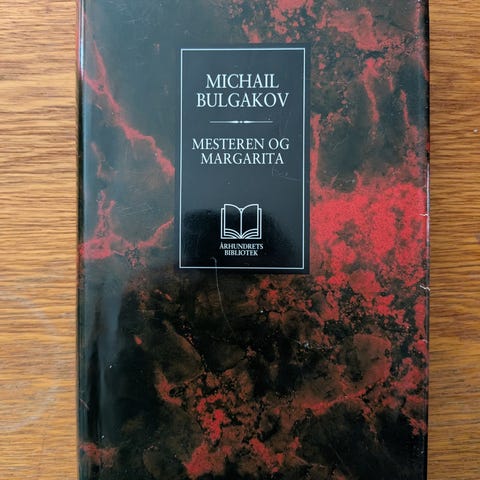 MICHAIL
BULGAKOV
MESTEREN OG
MARGARITA
ÅRHUNDRETS
BIBLIOTEK